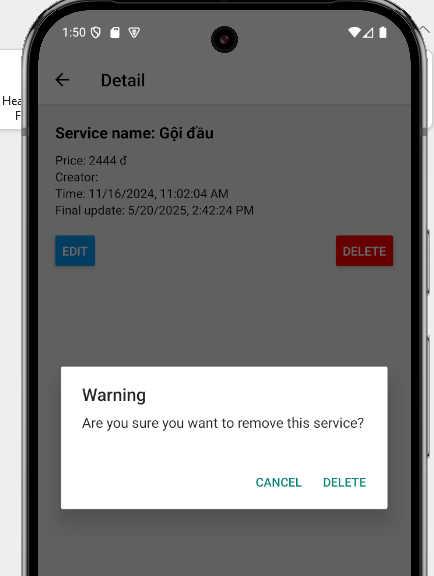 1:50
Hea
F
Detail
Service name: Gội đầu
Price: 2444 đ
Creator:
Time: 11/16/2024, 11:02:04 AM
Final update: 5/20/2025, 2:42:24 PM
EDIT
DELETE
Warning
Are you sure you want to remove this service?
CANCEL
DELETE